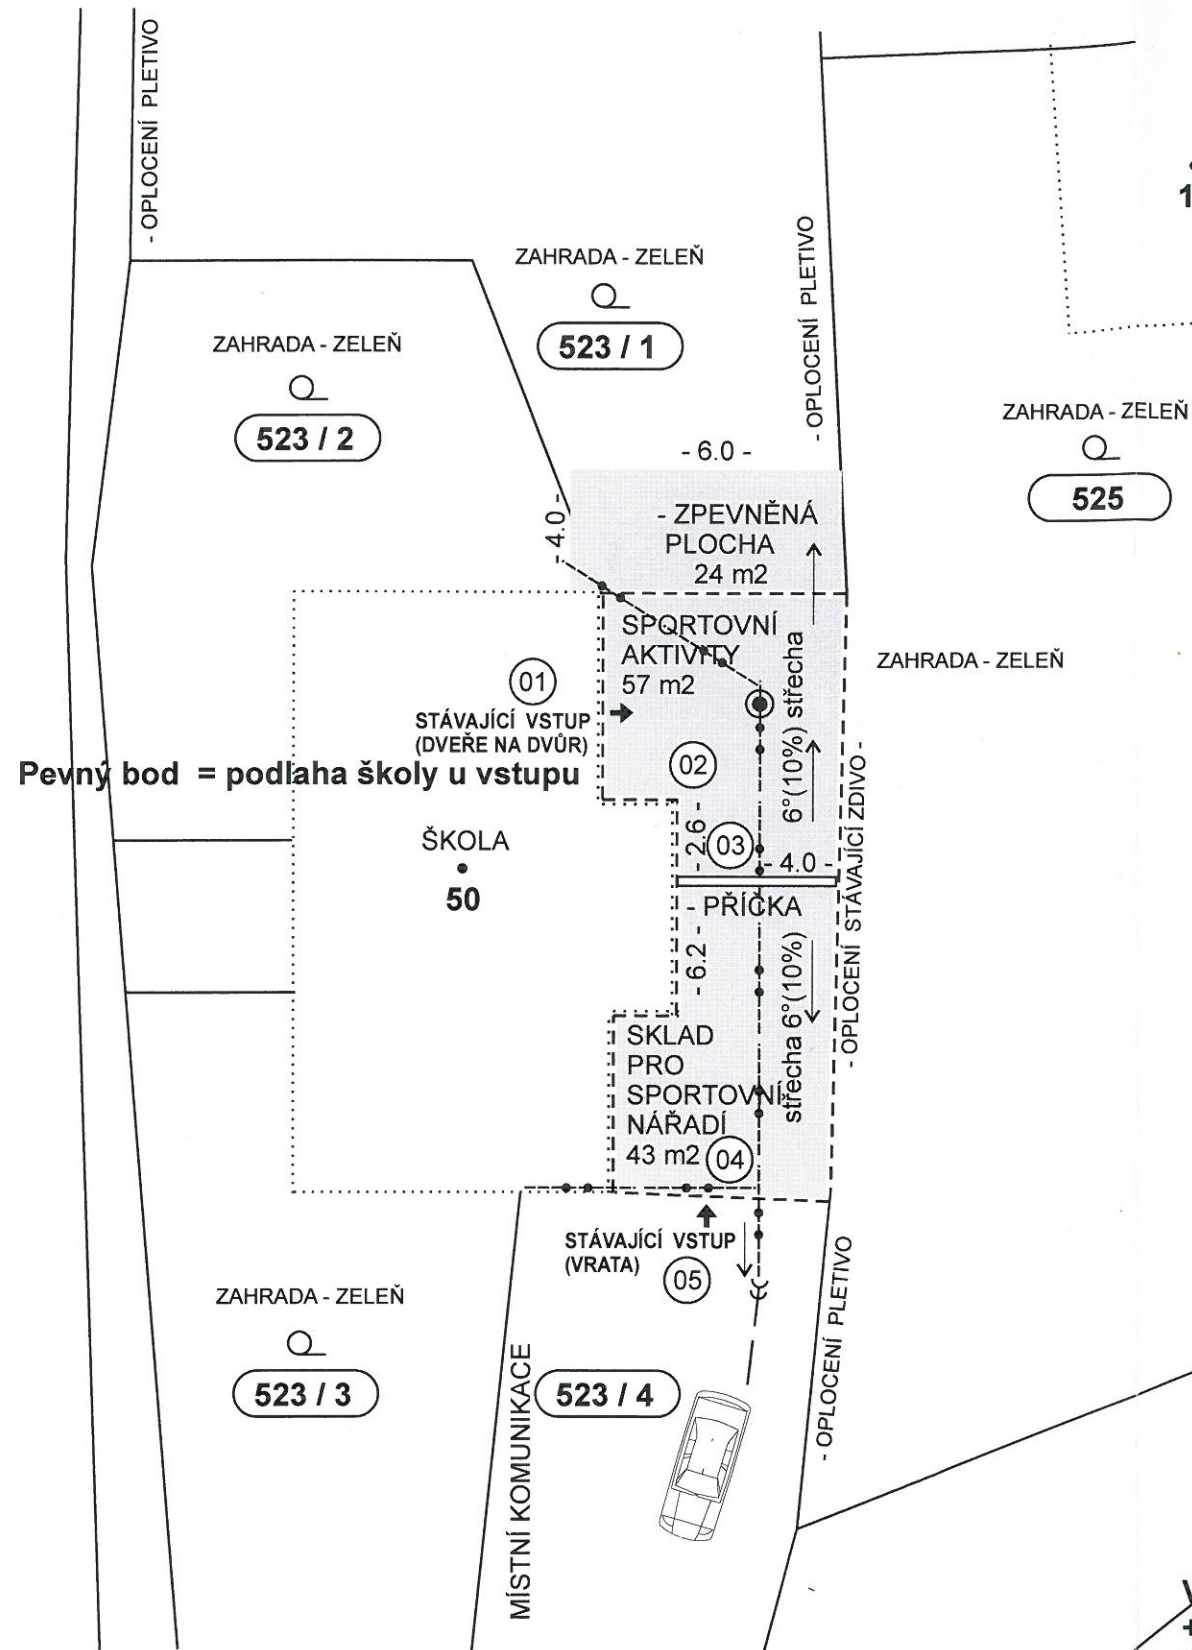 - OPLOCENÍ PLETIVO
ZAHRADA - ZELEŇ
523 / 1
- OPLOCENÍ PLETIVO
ZAHRADA - ZELEŇ
523 / 2
ZAHRADA - ZELEŇ
525
- 6.0 -
- 4.0 -
- ZPEVNĚNÁ
PLOCHA
24 m2
SPORTOVNÍ
AKTIVITY
57 m2
6°(10%) střecha
ZAHRADA - ZELEŇ
01
STÁVAJÍCÍ VSTUP
(DVEŘE NA DVŮR)
Pevný bod = podlaha školy u vstupu
02
- 2.6 -
03
- 4.0 -
- OPLOCENÍ STÁVAJÍCÍ ZDIVO -
ŠKOLA
50
- PŘÍČKA
- 6.2 -
střecha 6°(10%)
SKLAD
PRO
SPORTOVNÍ
NÁŘADÍ
43 m2
04
STÁVAJÍCÍ VSTUP
(VRATA)
05
- OPLOCENÍ PLETIVO
ZAHRADA - ZELEŇ
523 / 3
MÍSTNÍ KOMUNIKACE
523 / 4